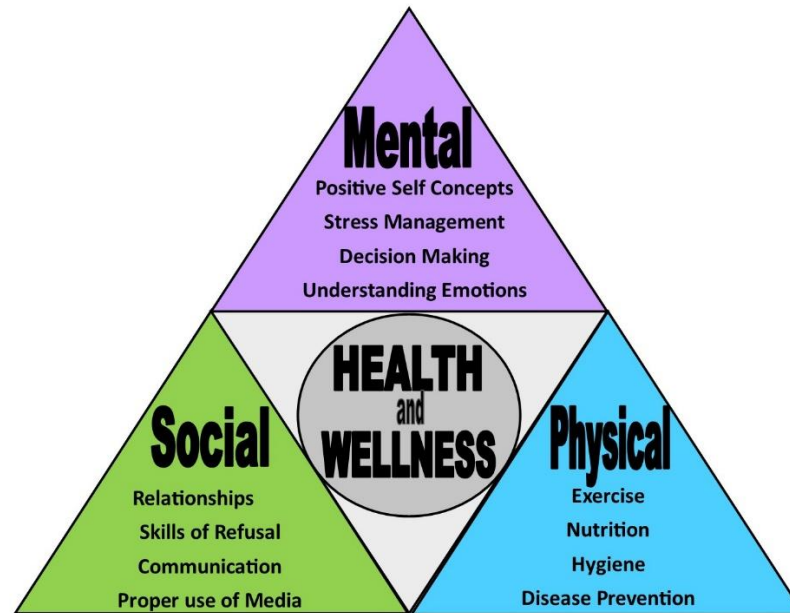 Mental
Positive Self Concepts
Stress Management
Decision Making
Understanding Emotions
HEALTH
and
WELLNESS
Social
Relationships
Skills of Refusal
Communication
Proper use of Media
Physical
Exercise
Nutrition
Hygiene
Disease Prevention